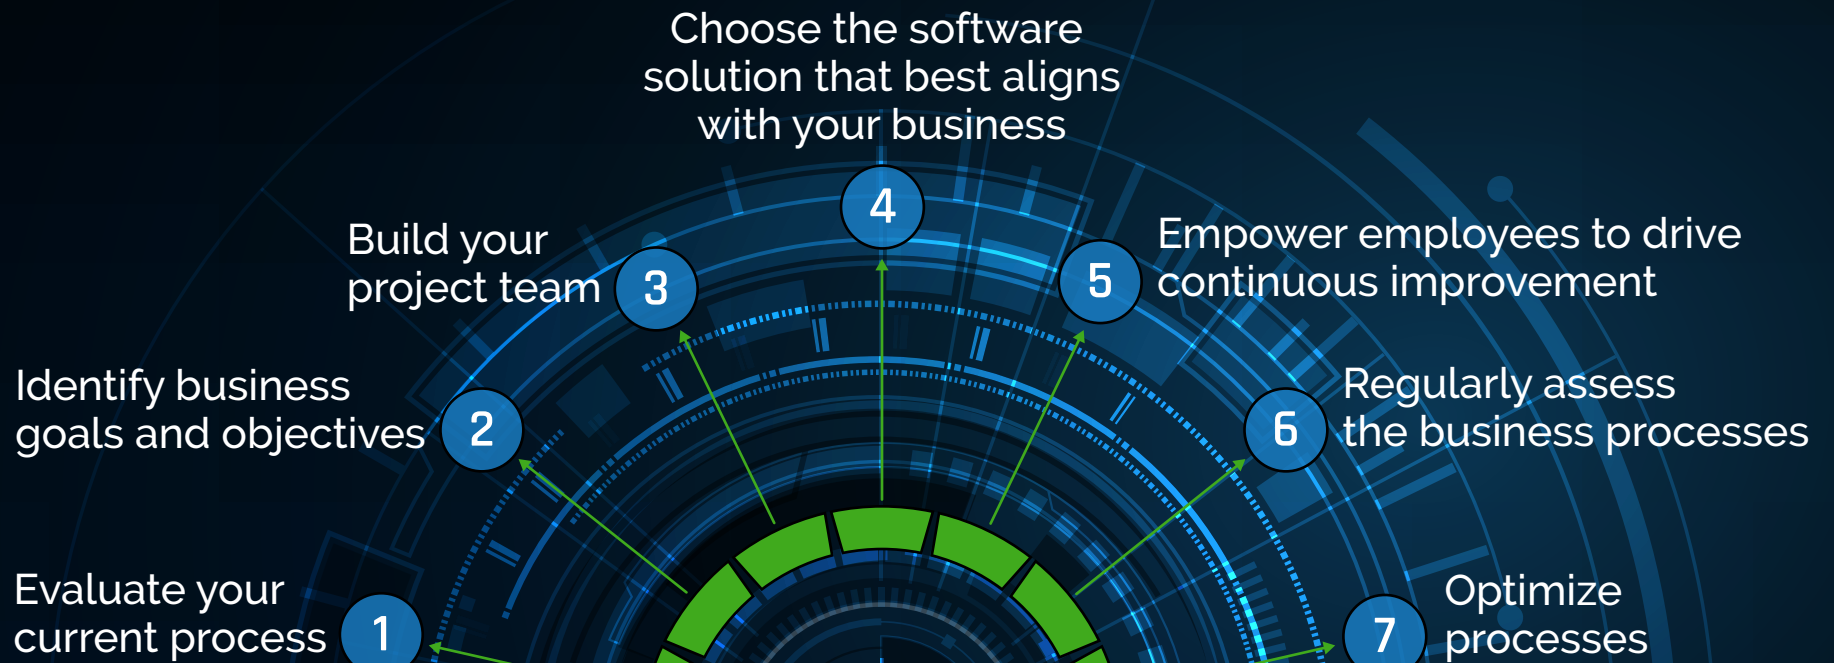 1
Evaluate your
current process
2
Identify business
goals and objectives
3
Build your
project team
4
Choose the software
solution that best aligns
with your business
5
Empower employees to drive
continuous improvement
6
Regularly assess
the business processes
7
Optimize
processes